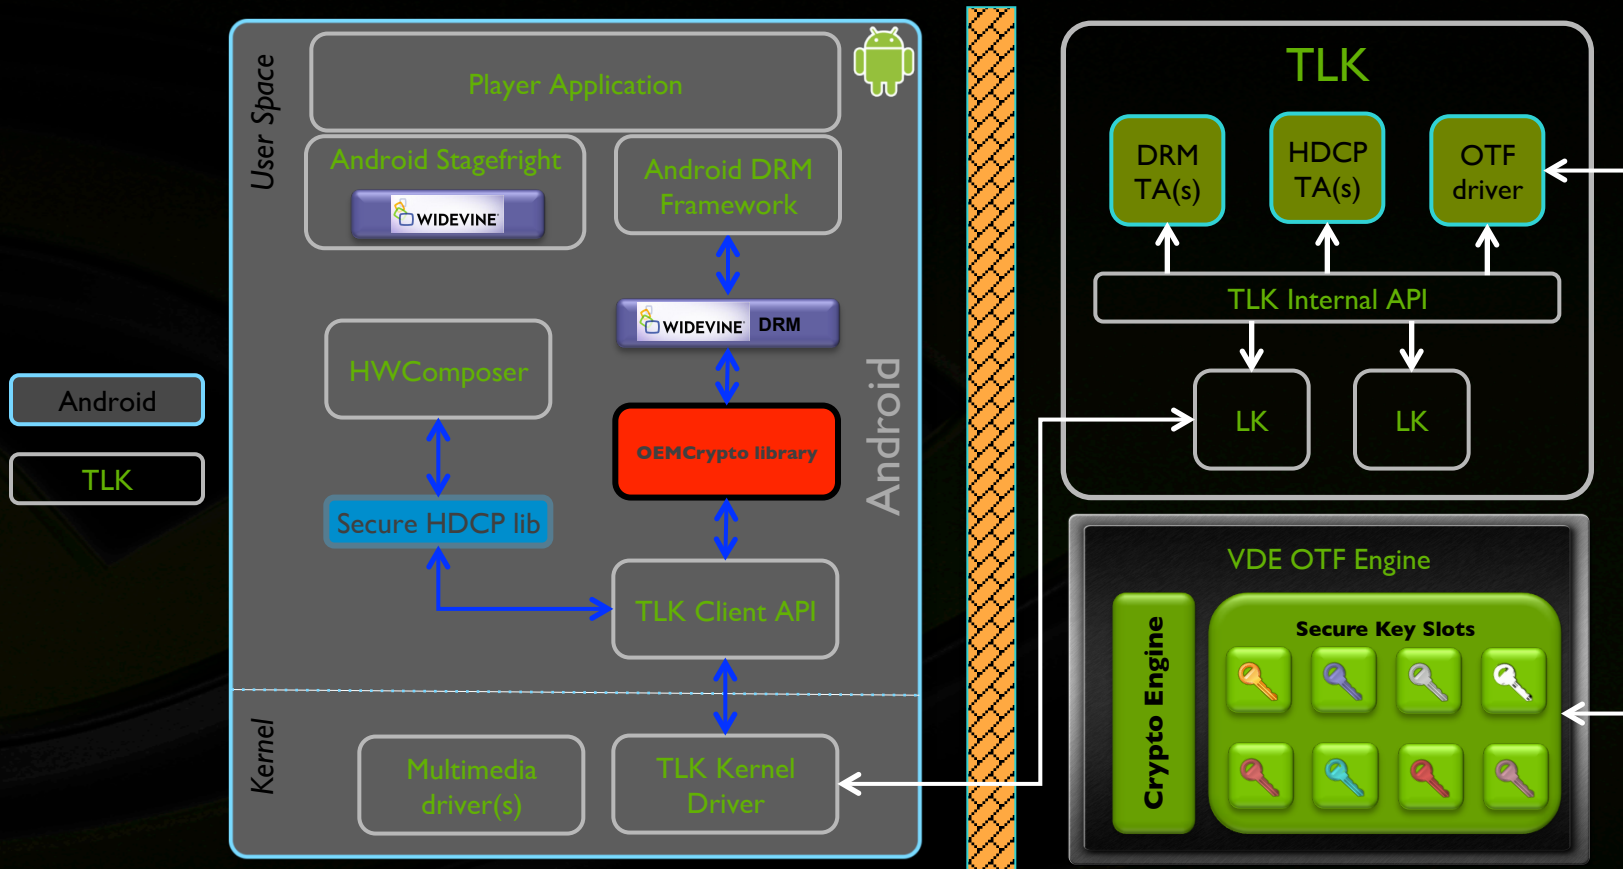 Android
TLK
User Space
Player Application
Android Stagefright
WIDEVINE
Android DRM
Framework
WIDEVINE DRM
HWComposer
OEMCrypto library
Secure HDCP lib
TLK Client API
Android
Kernel
Multimedia
driver(s)
TLK Kernel
Driver
TLK
DRM
TA(s)
HDCP
TA(s)
OTF
driver
TLK Internal API
LK
LK
VDE OTF Engine
Crypto Engine
Secure Key Slots